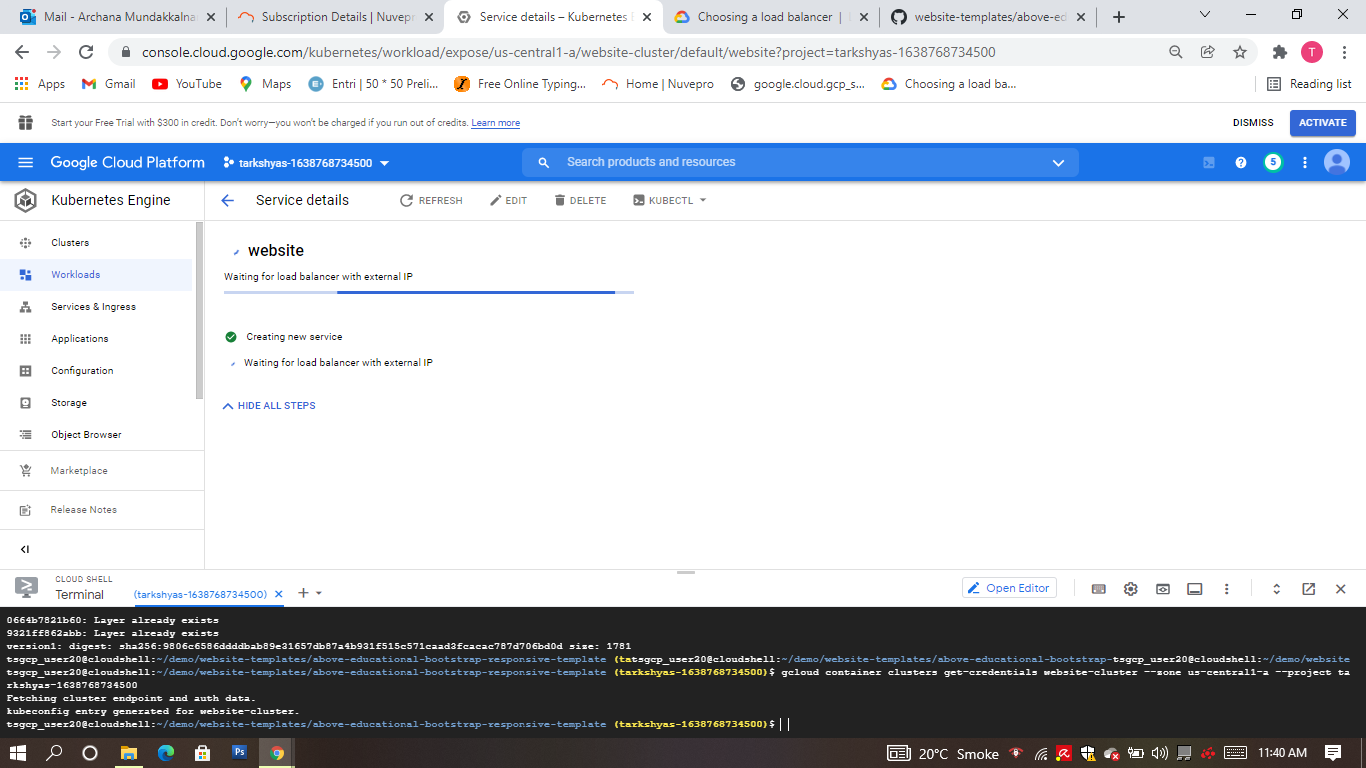 Mail - Archana Mundakkalnal
Subscription Details | Nuvepr
Service details – Kubernetes E
Choosing a load balancer |
website-templates/above-ed
console.cloud.google.com/kubernetes/workload/expose/us-central1-a/website-cluster/default/website?project=tarkshyas-1638768734500
T
Apps
Gmail
YouTube
Maps
Entri | 50 * 50 Preli...
Free Online Typing...
Home | Nuvepro
google.cloud.gcp_s...
Choosing a load ba...
Reading list
Start your Free Trial with $300 in credit. Don't worry—you won't be charged if you run out of credits. Learn more
DISMISS
ACTIVATE
Google Cloud Platform
tarkshyas-1638768734500
Search products and resources
5
Kubernetes Engine
Service details
REFRESH
EDIT
DELETE
KUBECTL
Clusters
Workloads
Services & Ingress
Applications
Configuration
Storage
Object Browser
Marketplace
Release Notes
website
Waiting for load balancer with external IP
Creating new service
Waiting for load balancer with external IP
HIDE ALL STEPS
CLOUD SHELL
Terminal
(tarkshyas-1638768734500)
Open Editor
0664b7821b60: Layer already exists
9321ff862abb: Layer already exists
version1: digest: sha256:9806c6586ddddbab89e31657db87a4b931f515c571caad3fcacac787d706bd0d size: 1781
tsgcp_user20@cloudshell:~/demo/website-templates/above-educational-bootstrap-responsive-template (tatsgcp_user20@cloudshell:~/demo/website-templates/above-educational-bootstrap-tsgcp_user20@cloudshell:~/demo/website
tsgcp_user20@cloudshell:~/demo/website-templates/above-educational-bootstrap-responsive-template (tarkshyas-1638768734500)$ gcloud container clusters get-credentials website-cluster --zone us-central1-a --project ta
rkshyas-1638768734500
Fetching cluster endpoint and auth data.
kubeconfig entry generated for website-cluster.
tsgcp_user20@cloudshell:~/demo/website-templates/above-educational-bootstrap-responsive-template (tarkshyas-1638768734500)$
Ps
20°C Smoke
11:40 AM